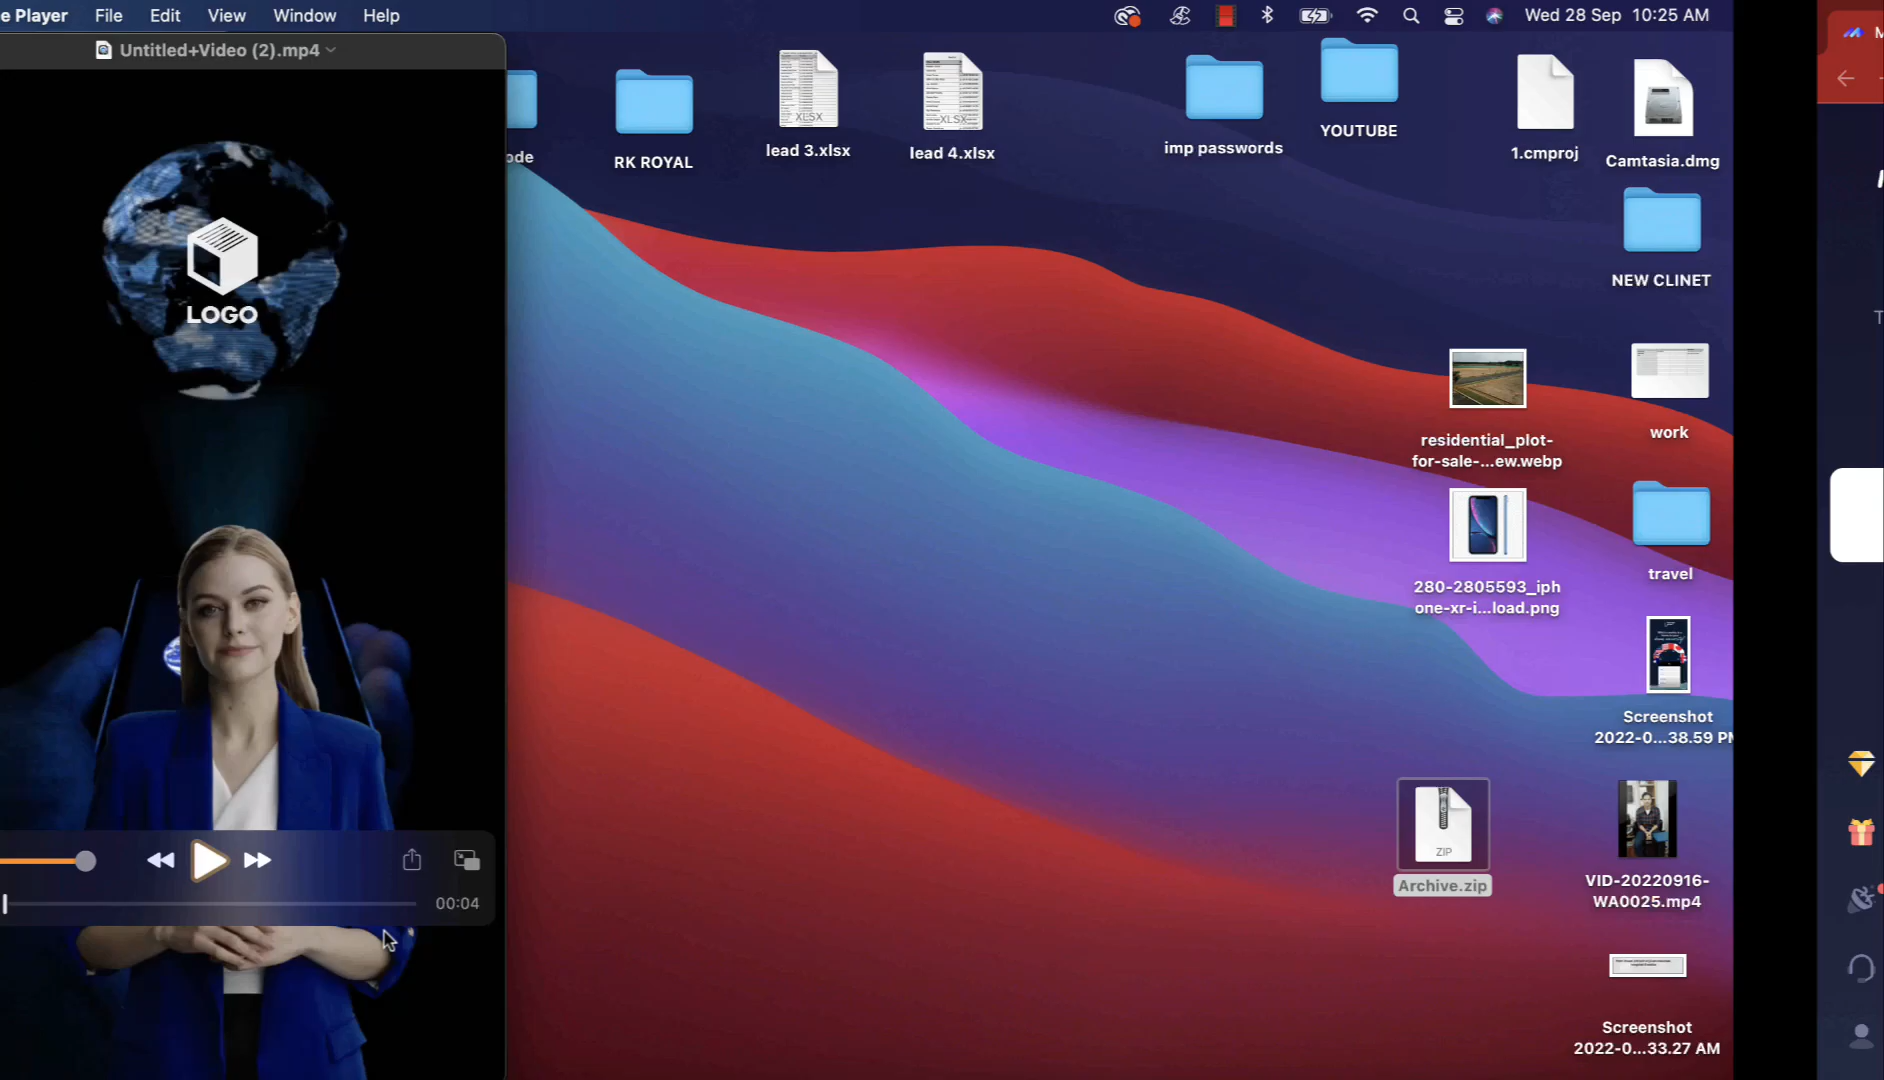 e Player File Edit View Window Help Wed 28 Sep 10:25 AM
Untitled+Video (2).mp4
LOGO
00:04
ode
RK ROYAL
XLSX
lead 3.xlsx
XLSX
lead 4.xlsx
imp passwords
YOUTUBE
1.cmproj
Camtasia.dmg
NEW CLINET
residential_plot-
for-sale-...ew.webp
work
280-2805593_iph
one-xr-i...load.png
travel
Screenshot
2022-0...38.59 PM
ZIP
Archive.zip
VID-20220916-
WA0025.mp4
Screenshot
2022-0...33.27 AM